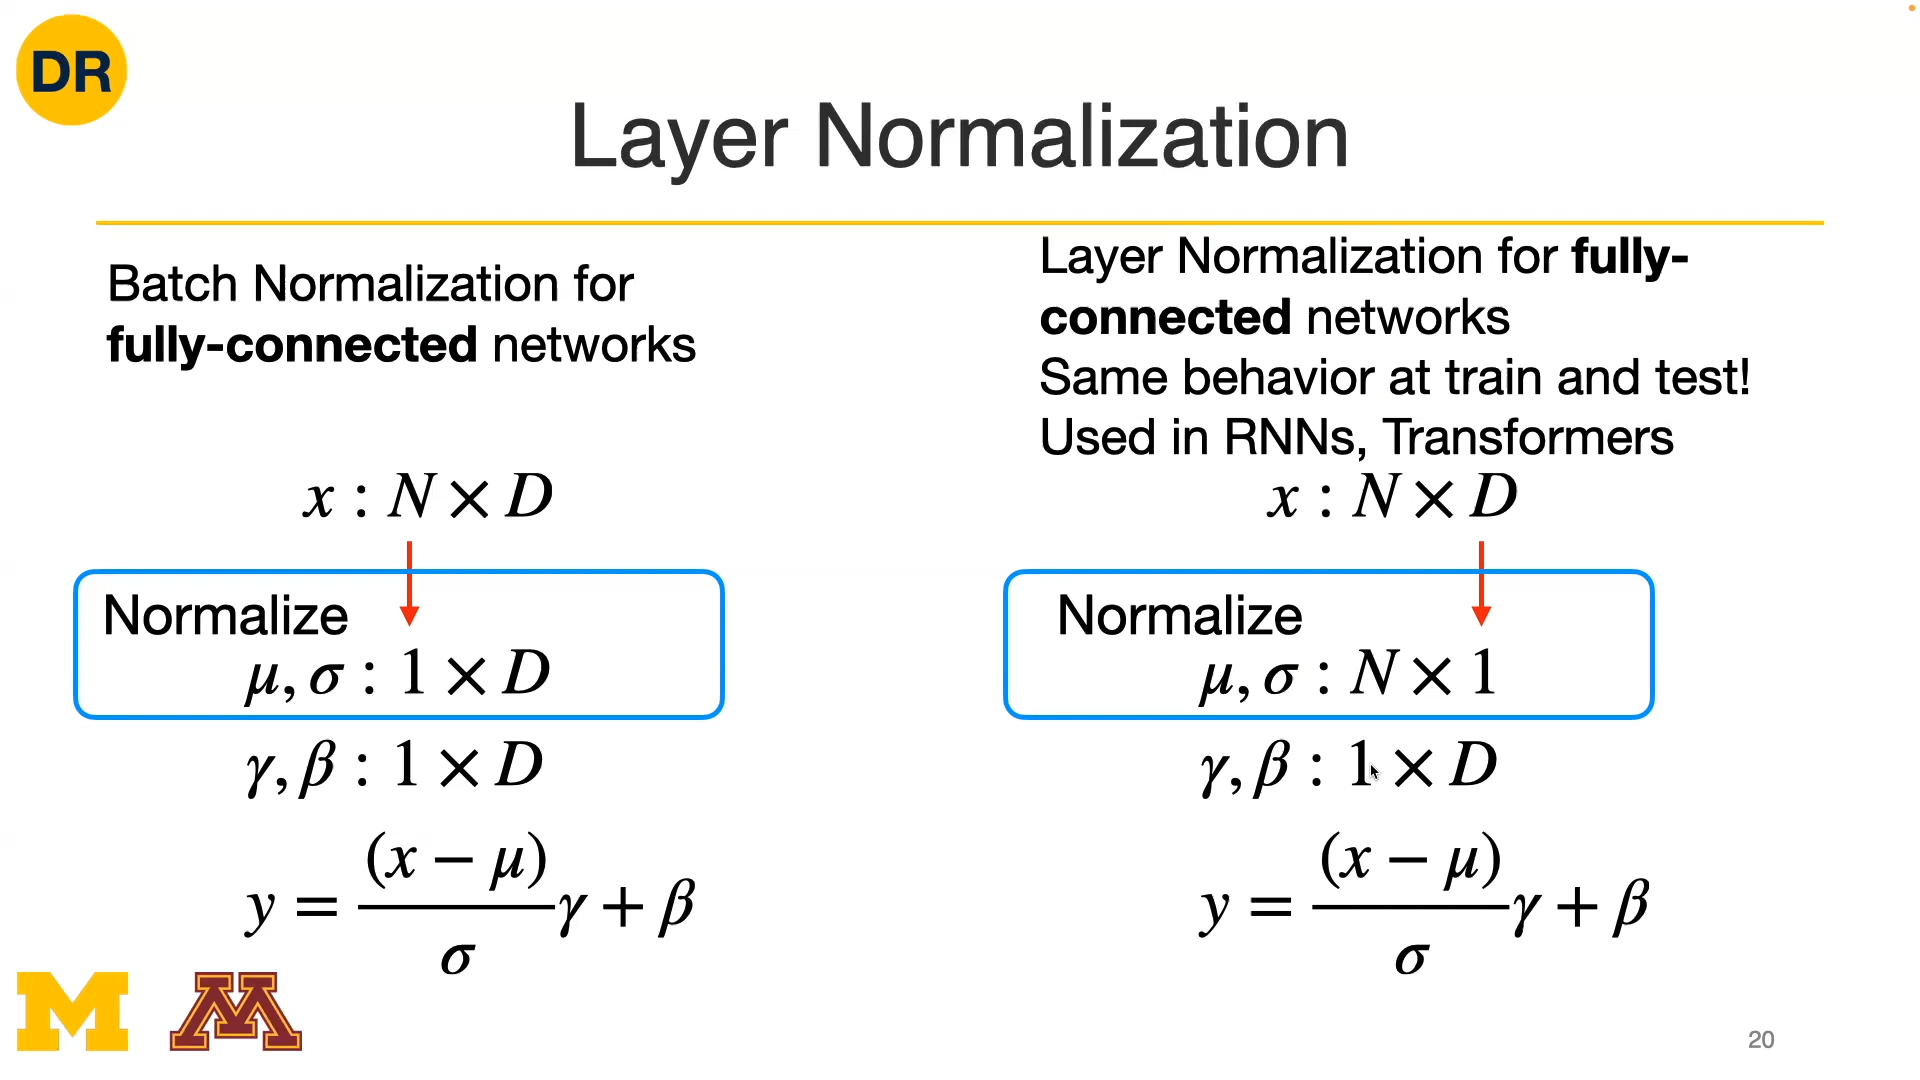 DR
Layer Normalization
Batch Normalization for
fully-connected networks
x : N × D
Normalize
μ, σ : 1 × D
γ, β : 1 × D
y = (x − μ) / σ γ + β
Layer Normalization for fully-
connected networks
Same behavior at train and test!
Used in RNNs, Transformers
x : N × D
Normalize
μ, σ : N × 1
γ, β : 1 × D
y = (x − μ) / σ γ + β
M M
20